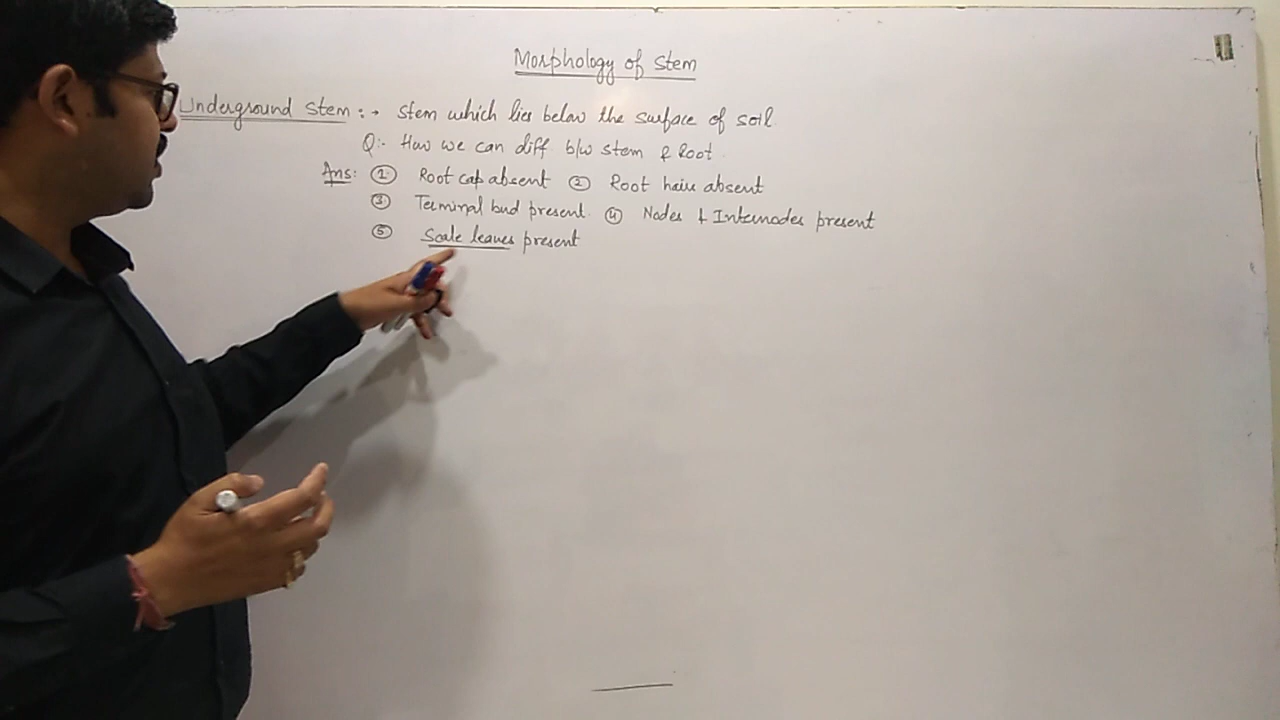 Morphology of stem
Underground stem :→ stem which lies below the surface of soil
Q:- How we can diff b/w stem & Root
Ans: ① Root cap absent ② Root hairs absent
③ Terminal bud present ④ Nodes & Internodes present
⑤ Scale leaves present